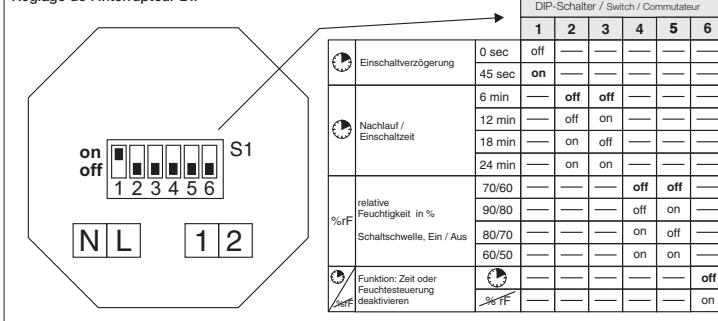 DIP-Schalter / Switch / Commutateur
1 2 3 4 5 6
Einschaltverzögerung
0 sec off — — — — —
45 sec on — — — — —
Nachlauf /
Einschaltzeit
6 min — off off — — —
12 min — off on — — —
18 min — on off — — —
24 min — on on — — —
%rF
relative
Feuchtigkeit in %
Schaltschwelle, Ein / Aus
70/60 — — — off off —
90/80 — — — off on —
80/70 — — — on off —
60/50 — — — on on —
%rF
Funktion: Zeit oder
Feuchtesteuerung
deaktivieren
— — — — — off
% rF — — — — — on
on
off
S1
1 2 3 4 5 6
N L
1 2